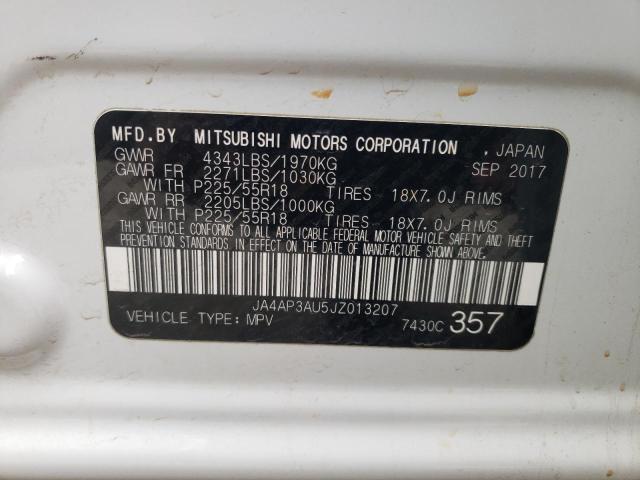 MFD.BY MITSUBISHI MOTORS CORPORATION . JAPAN
GVWR 4343LBS/1970KG SEP 2017
GAWR FR 2271LBS/1030KG
WITH P225/55R18 TIRES 18X7.0J RIMS
GAWR RR 2205LBS/1000KG
WITH P225/55R18 TIRES 18X7.0J RIMS
THIS VEHICLE CONFORMS TO ALL APPLICABLE FEDERAL MOTOR VEHICLE SAFETY AND THEFT
PREVENTION STANDARDS IN EFFECT ON THE DATE OF MANUFACTURE SHOWN ABOVE.
JA4AP3AU5JZ013207
VEHICLE TYPE: MPV 7430C 357